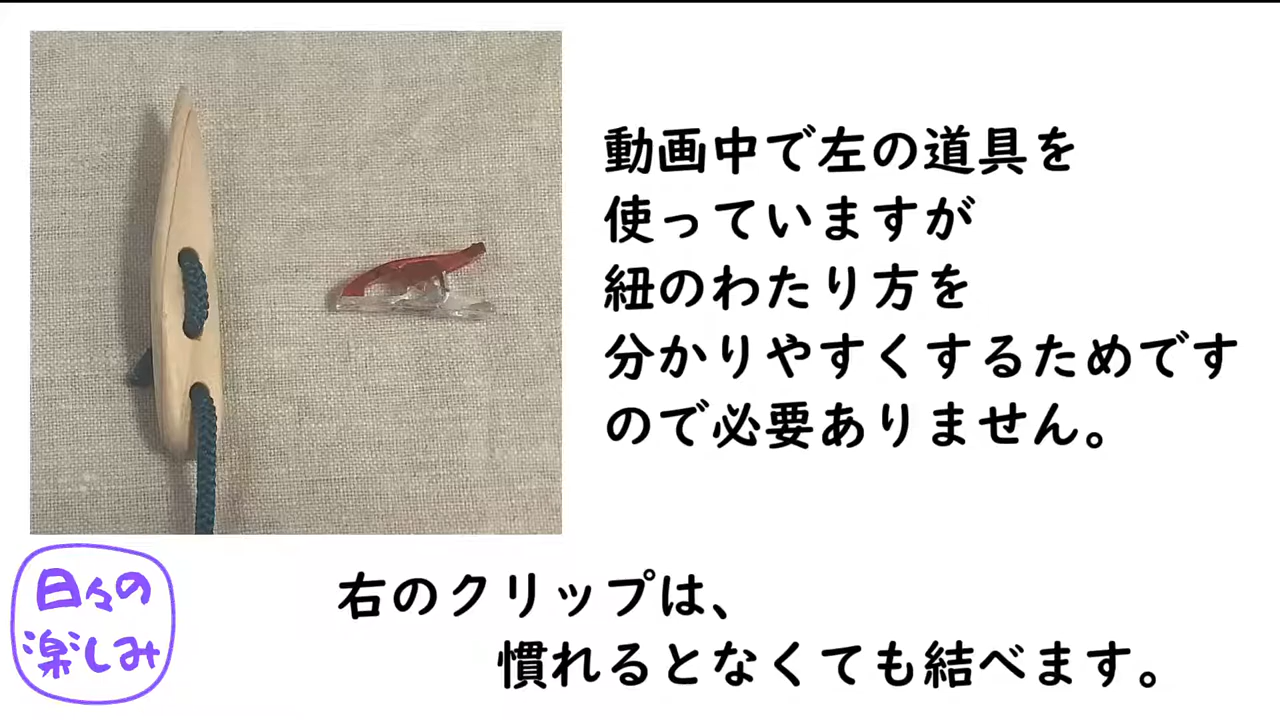 動画中で左の道具を
使っていますが
紐のわたり方を
分かりやすくするためです
ので必要ありません。
右のクリップは、
慣れるとなくても結べます。
日々の
楽しみ